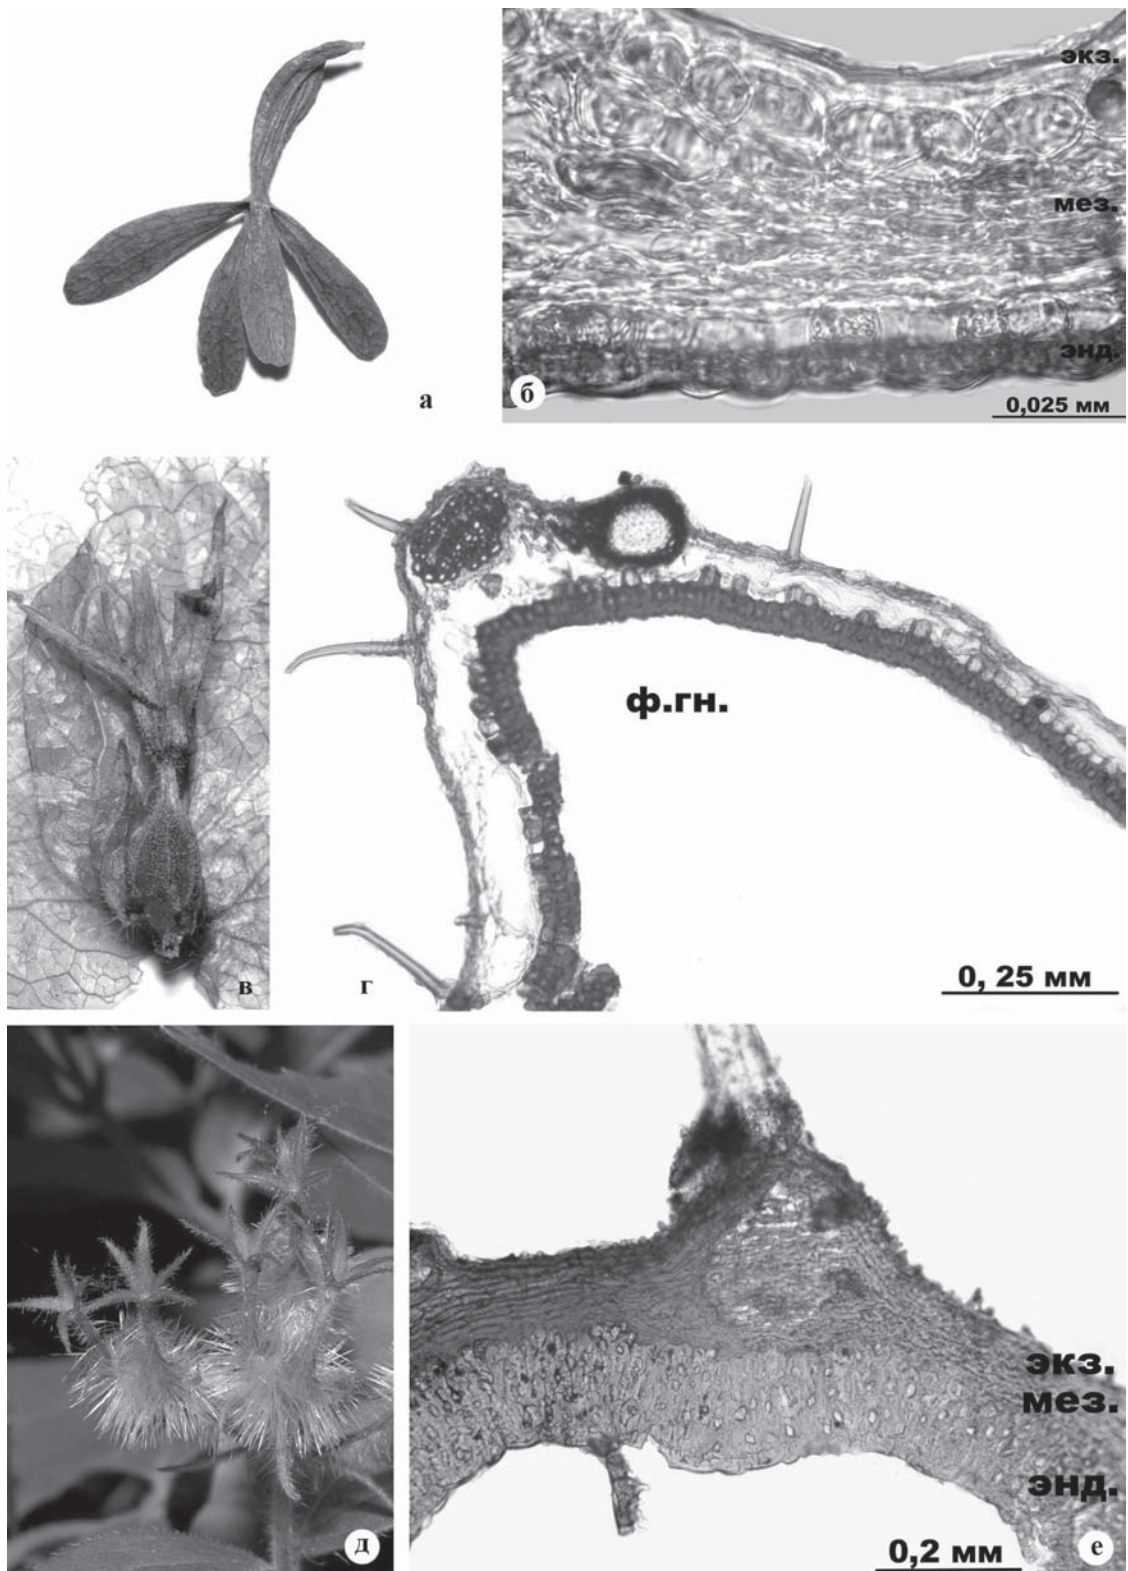 экз.
мез.
энд.
б
0,025 мм
а
ф.гн.
в
г
0, 25 мм
экз.
мез.
энд.
д
е
0,2 мм